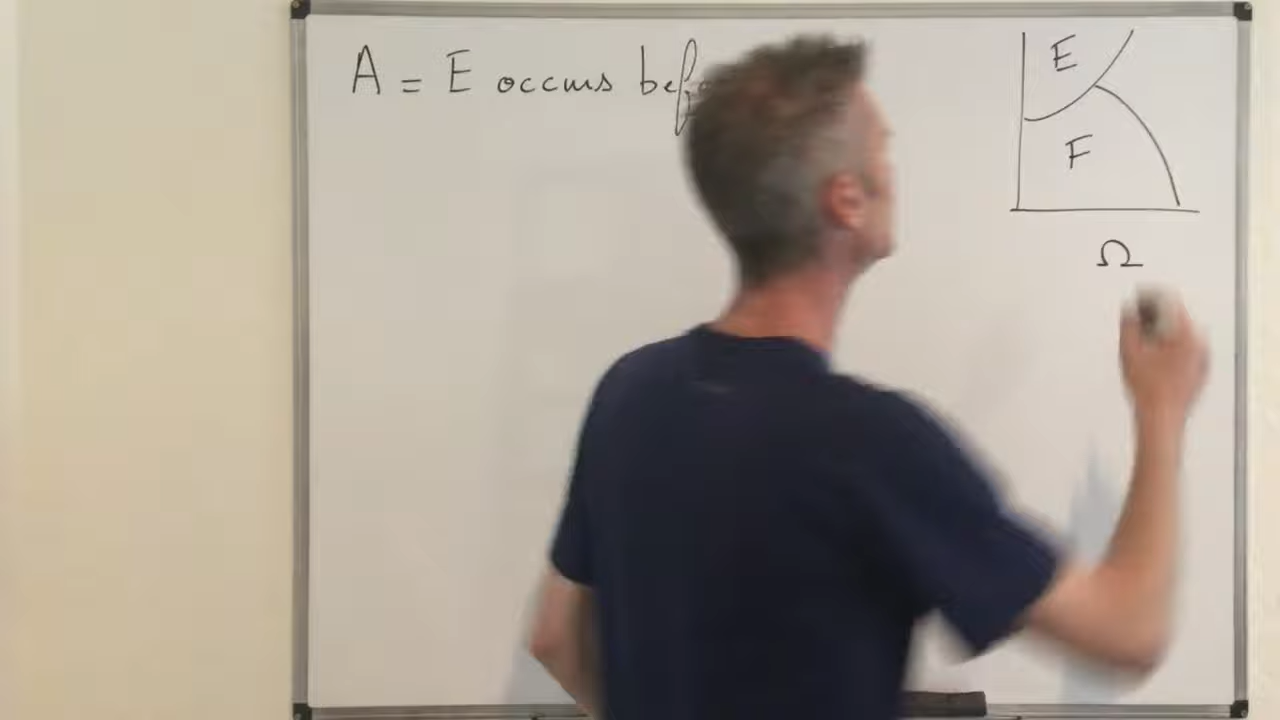 A = E occurs
E
F
Ω